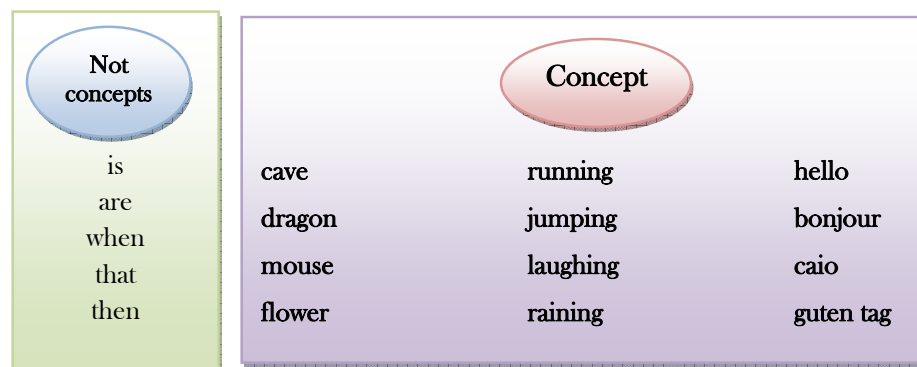 Not
concepts
is
are
when
that
then
Concept
cave running hello
dragon jumping bonjour
mouse laughing caio
flower raining guten tag